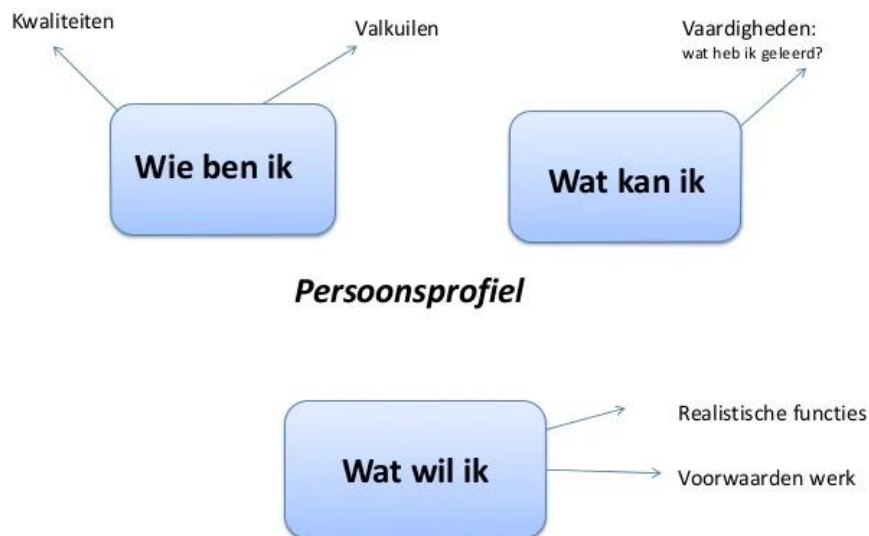 Kwaliteiten
Valkuilen
Vaardigheden:
wat heb ik geleerd?
Wie ben ik
Wat kan ik
Persoonsprofiel
Wat wil ik
Realistische functies
Voorwaarden werk